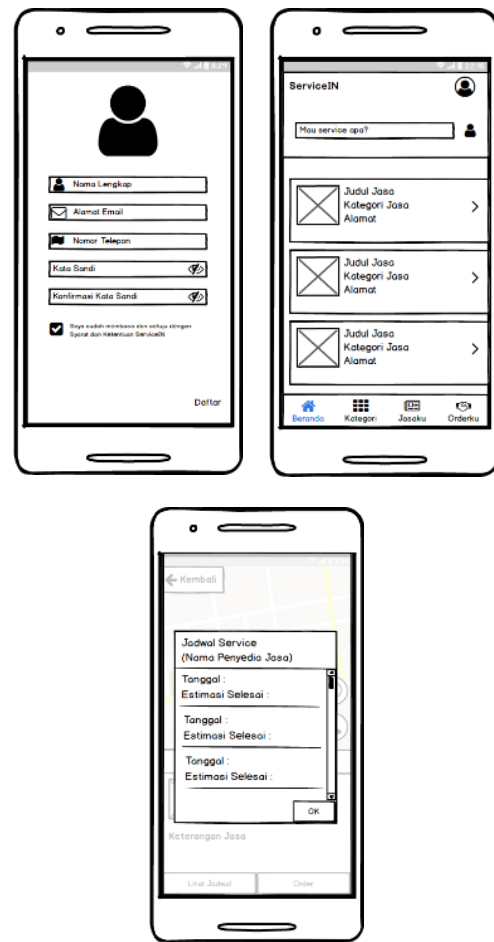 Nama Lengkap
Alamat Email
Nomor Telepon
Kata Sandi
Konfirmasi Kata Sandi
Saya sudah membaca dan setuju dengan
Syarat dan Ketentuan ServiceIN
Daftar
ServiceIN
Mau service apa?
Judul Jasa
Kategori Jasa
Alamat
Judul Jasa
Kategori Jasa
Alamat
Judul Jasa
Kategori Jasa
Alamat
Beranda Kategori Jasaku Orderku
Kembali
Jadwal Service
(Nama Penyedia Jasa)
Tanggal :
Estimasi Selesai :
Tanggal :
Estimasi Selesai :
Tanggal :
Estimasi Selesai :
OK
Keterangan Jasa
Lihat Jadwal Order